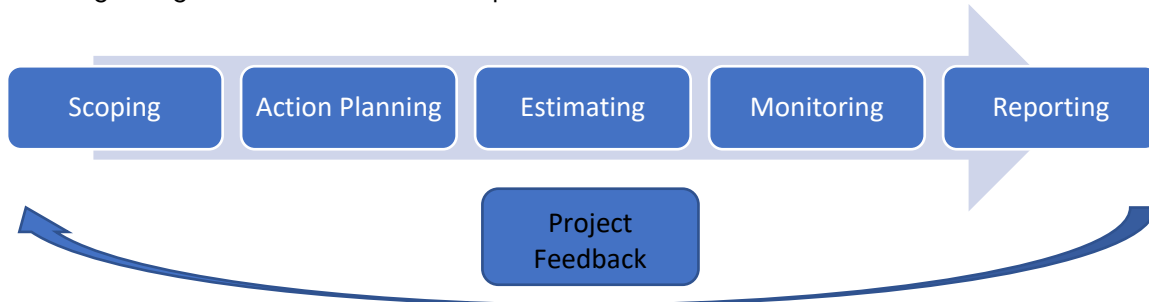 Scoping
Action Planning
Estimating
Monitoring
Reporting
Project
Feedback